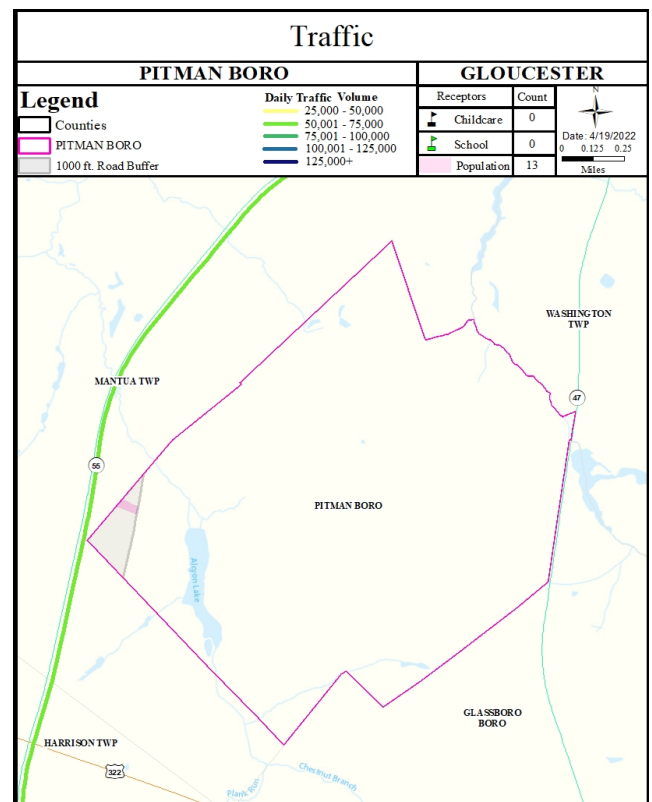 Traffic
PITMAN BORO
GLOUCESTER
Legend
Counties
PITMAN BORO
1000 ft. Road Buffer
Daily Traffic Volume
25,000 - 50,000
50,001 - 75,000
75,001 - 100,000
100,001 - 125,000
125,000+
Receptors Count
Childcare 0
School 0
Population 13
N
Date: 4/19/2022
0 0.125 0.25
Miles
WASHINGTON
TWP
MANTUA TWP
47
55
PITMAN BORO
Alcyon Lake
GLASSBORO
BORO
HARRISON TWP
322
Chestnut Branch
Plank Run